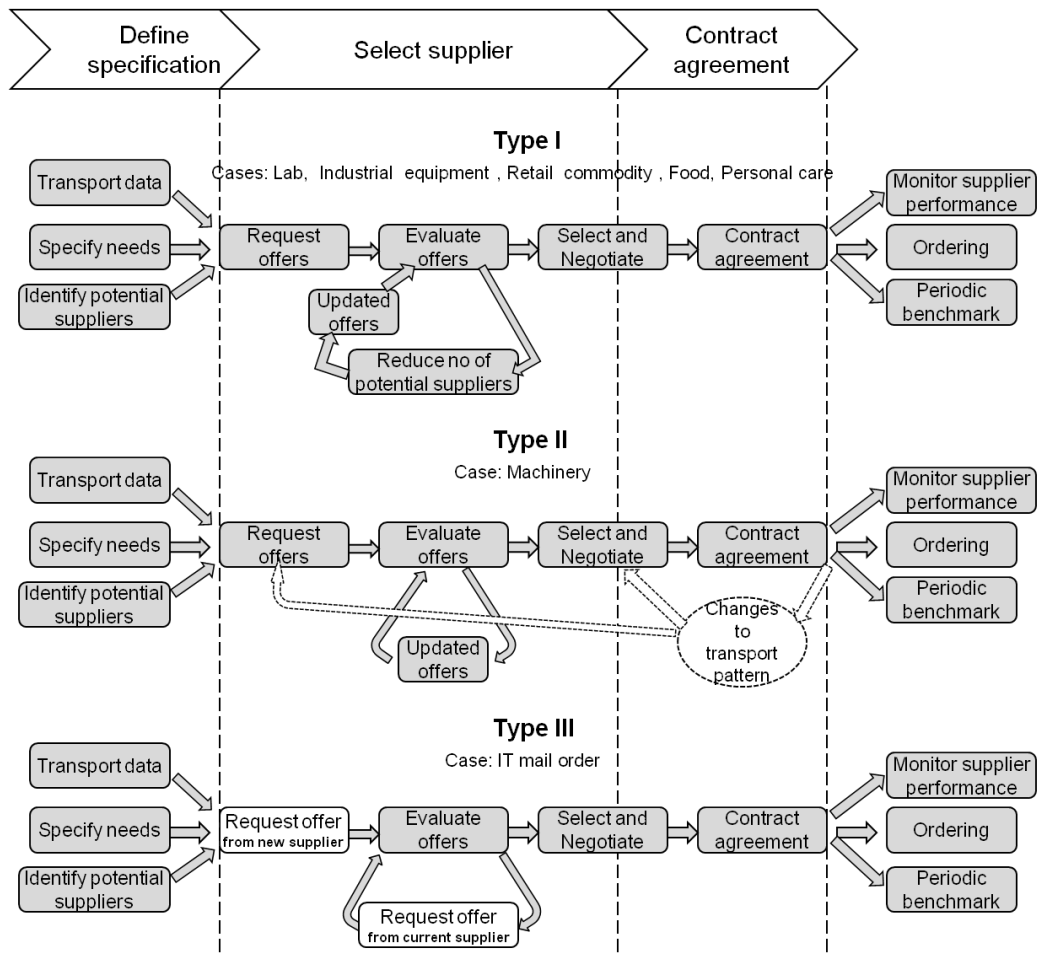 Define
specification
Select supplier
Contract
agreement
Type I
Cases: Lab, Industrial equipment , Retail commodity , Food, Personal care
Transport data
Specify needs
Identify potential
suppliers
Request
offers
Evaluate
offers
Select and
Negotiate
Contract
agreement
Monitor supplier
performance
Ordering
Periodic
benchmark
Updated
offers
Reduce no of
potential suppliers
Type II
Case: Machinery
Transport data
Specify needs
Identify potential
suppliers
Request
offers
Evaluate
offers
Select and
Negotiate
Contract
agreement
Monitor supplier
performance
Ordering
Periodic
benchmark
Updated
offers
Changes
to
transport
pattern
Type III
Case: IT mail order
Transport data
Specify needs
Identify potential
suppliers
Request offer
from new supplier
Evaluate
offers
Select and
Negotiate
Contract
agreement
Monitor supplier
performance
Ordering
Periodic
benchmark
Request offer
from current supplier